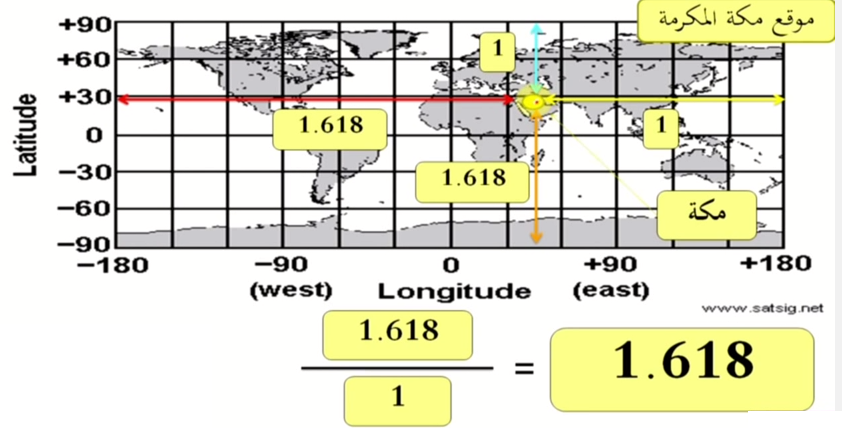 موقع مكة المكرمة
+90
+60
+30
0
−30
−60
−90
Latitude
1
1.618
1
1.618
مكة
−180
−90
0
+90
+180
(west)
Longitude
(east)
www.satsig.net
1.618
1
=
1.618